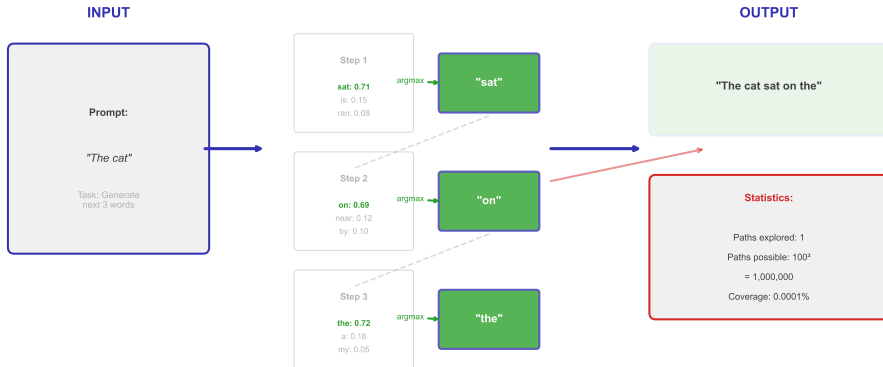 INPUT
OUTPUT
Prompt:
"The cat"
Task: Generate
next 3 words
Step 1
sat: 0.71
is: 0.15
ran: 0.08
argmax
"sat"
Step 2
on: 0.69
near: 0.12
by: 0.10
argmax
"on"
Step 3
the: 0.72
a: 0.18
my: 0.05
argmax
"the"
"The cat sat on the"
Statistics:
Paths explored: 1
Paths possible: 100³
= 1,000,000
Coverage: 0.0001%